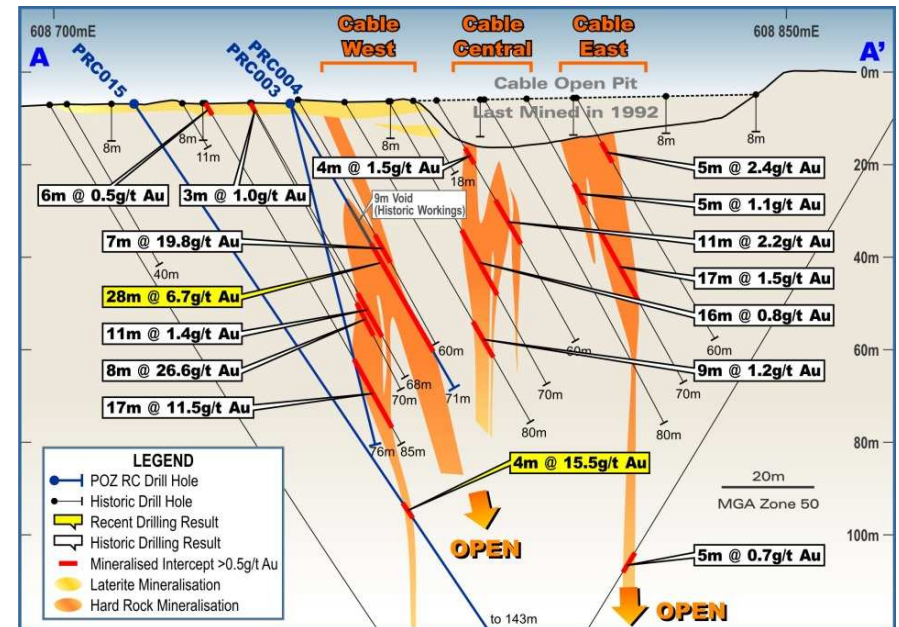 608 700mE
Cable
West
Cable
Central
Cable
East
608 850mE
A
A'
PRC015
PRC003
PRC004
0m
Cable Open Pit
Last Mined in 1992
8m
8m
11m
8m
18m
8m
8m
6m @ 0.5g/t Au
3m @ 1.0g/t Au
4m @ 1.5g/t Au
5m @ 2.4g/t Au
20m
9m Void
(Historic Workings)
5m @ 1.1g/t Au
7m @ 19.8g/t Au
11m @ 2.2g/t Au
40m
40m
28m @ 6.7g/t Au
17m @ 1.5g/t Au
11m @ 1.4g/t Au
16m @ 0.8g/t Au
60m
60m
60m
60m
8m @ 26.6g/t Au
9m @ 1.2g/t Au
68m
70m
71m
70m
70m
17m @ 11.5g/t Au
80m
80m
76m
85m
80m
4m @ 15.5g/t Au
20m
MGA Zone 50
LEGEND
POZ RC Drill Hole
Historic Drill Hole
Recent Drilling Result
Historic Drilling Result
Mineralised Intercept >0.5g/t Au
Laterite Mineralisation
Hard Rock Mineralisation
OPEN
100m
5m @ 0.7g/t Au
to 143m
OPEN